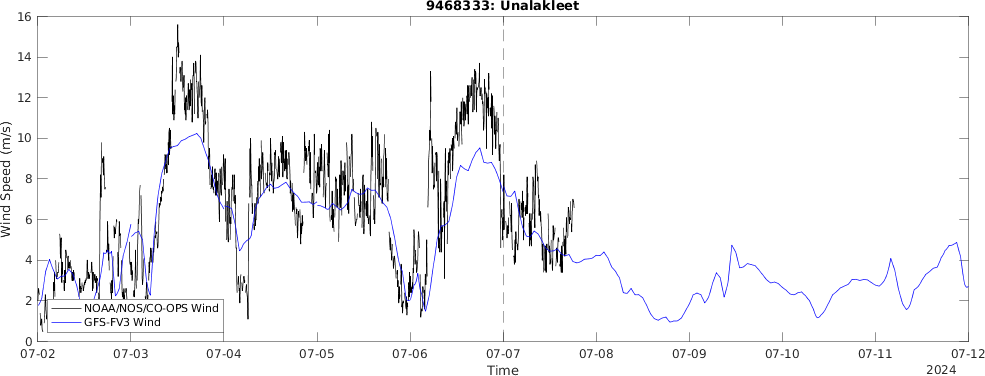 9468333: Unalakleet
Wind Speed (m/s)
16
14
12
10
8
6
4
2
0
NOAA/NOS/CO-OPS Wind
GFS-FV3 Wind
07-02 07-03 07-04 07-05 07-06 07-07 07-08 07-09 07-10 07-11 07-12
Time
2024